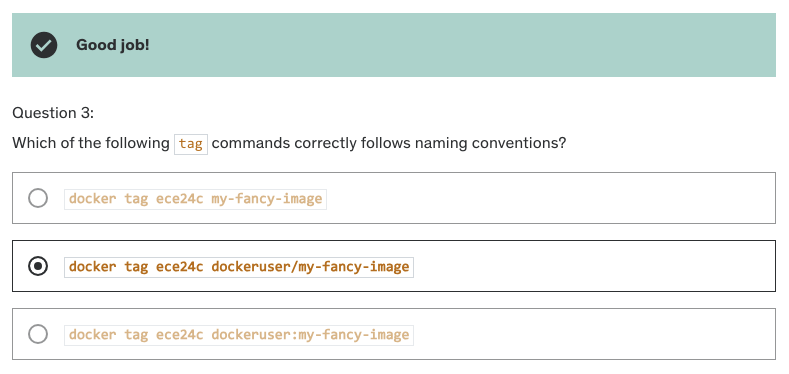 Good job!
Question 3:
Which of the following tag commands correctly follows naming conventions?
docker tag ece24c my-fancy-image
docker tag ece24c dockeruser/my-fancy-image
docker tag ece24c dockeruser:my-fancy-image